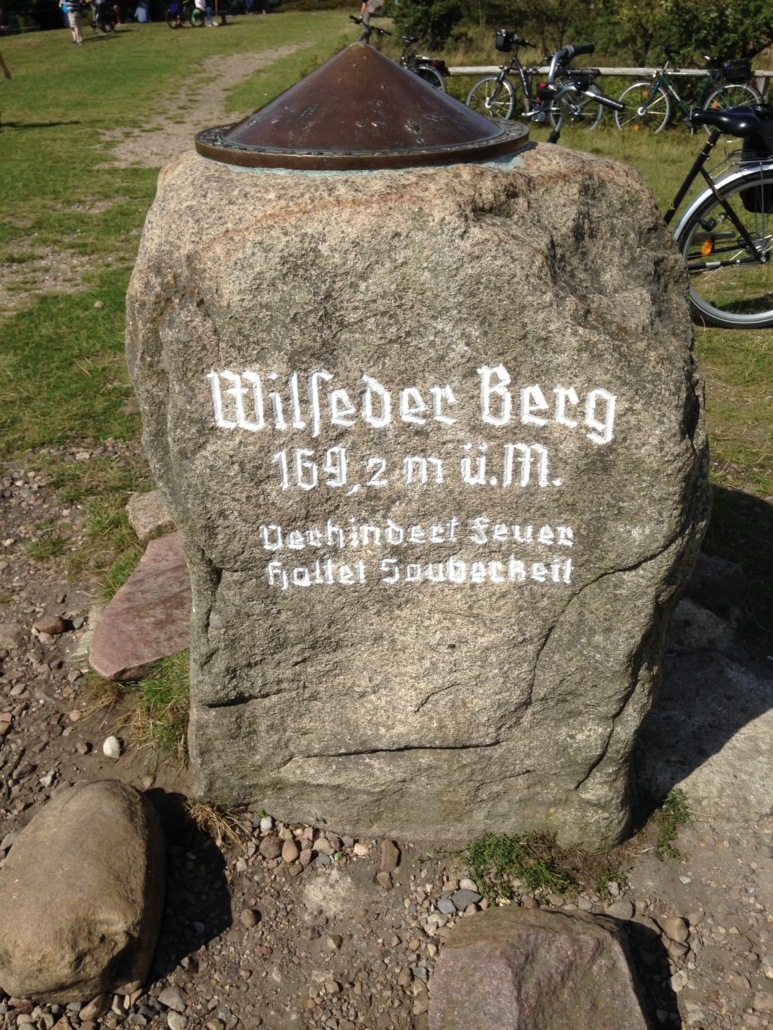 Wilſeder Berg
169,2 m ü.M.
Verhindert Feuer
haltet Sauberkeit